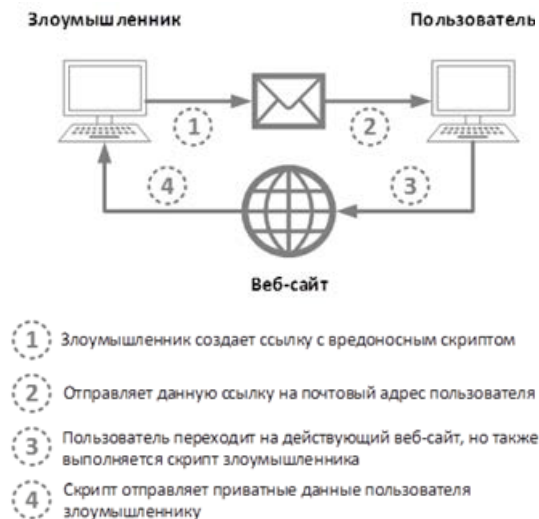 Злоумышленник
Пользователь
1
2
4
3
Веб-сайт
1 Злоумышленник создает ссылку с вредоносным скриптом
2 Отправляет данную ссылку на почтовый адрес пользователя
3 Пользователь переходит на действующий веб-сайт, но также
выполняется скрипт злоумышленника
4 Скрипт отправляет приватные данные пользователя
злоумышленнику